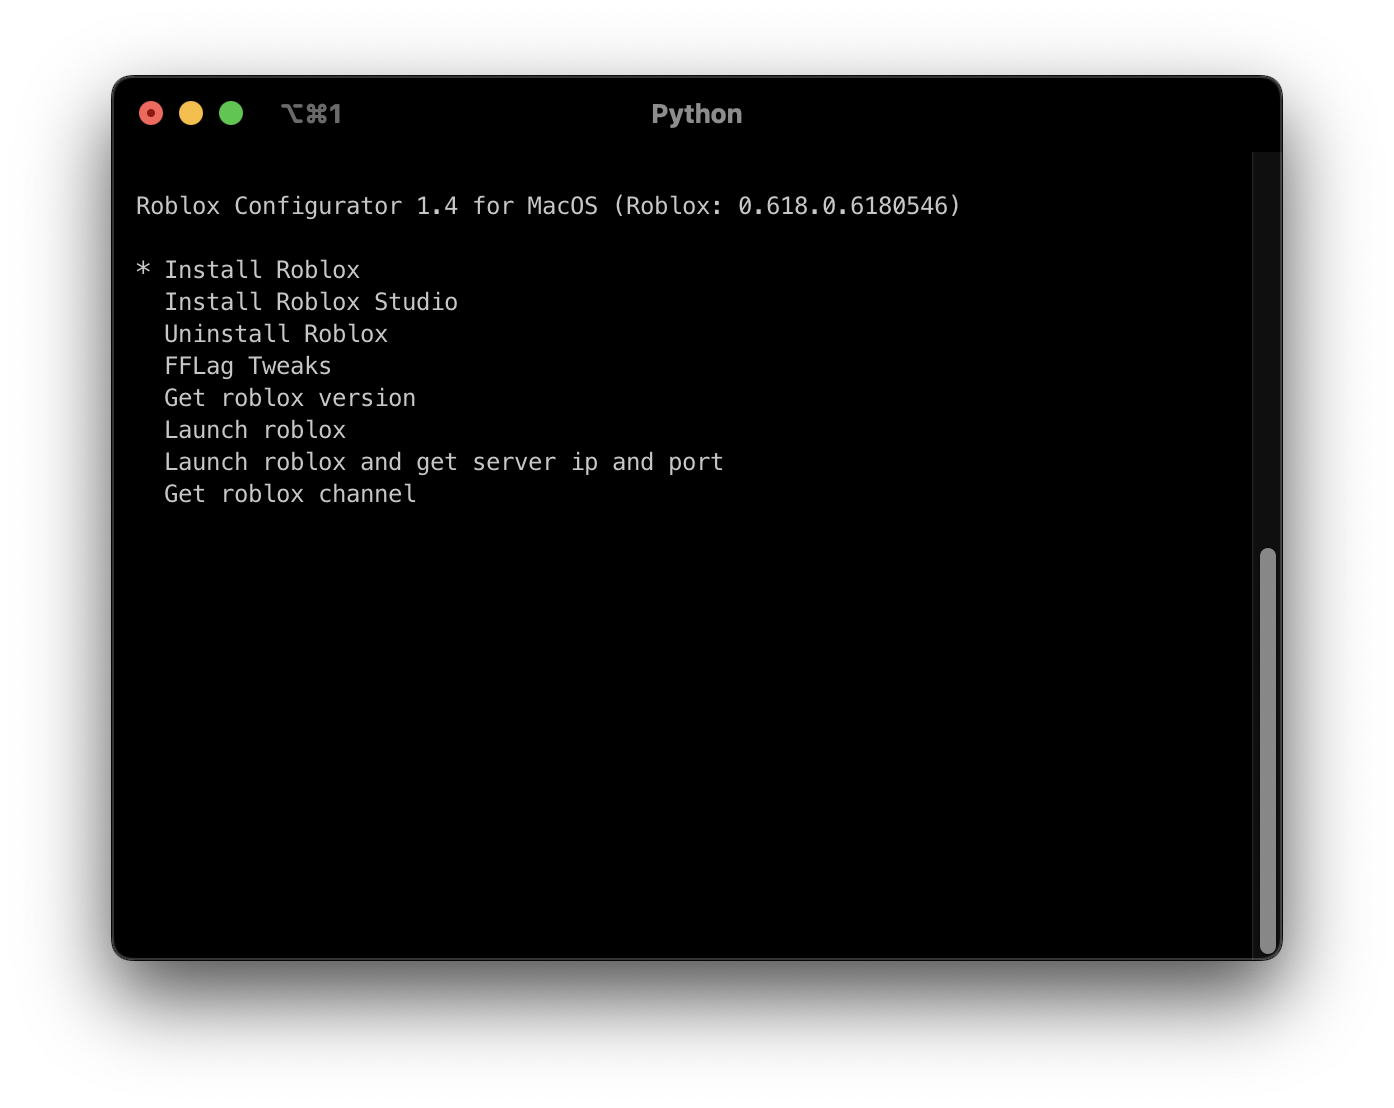 ⌥⌘1 Python
Roblox Configurator 1.4 for MacOS (Roblox: 0.618.0.6180546)
* Install Roblox
Install Roblox Studio
Uninstall Roblox
FFLag Tweaks
Get roblox version
Launch roblox
Launch roblox and get server ip and port
Get roblox channel